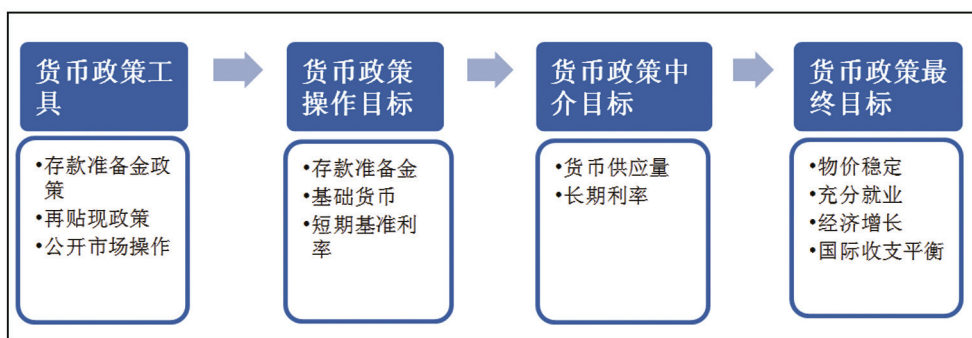 货币政策工
具
•存款准备金政
策
•再贴现政策
•公开市场操作
货币政策
操作目标
•存款准备金
•基础货币
•短期基准利
率
货币政策中
介目标
•货币供应量
•长期利率
货币政策最
终目标
•物价稳定
•充分就业
•经济增长
•国际收支平衡